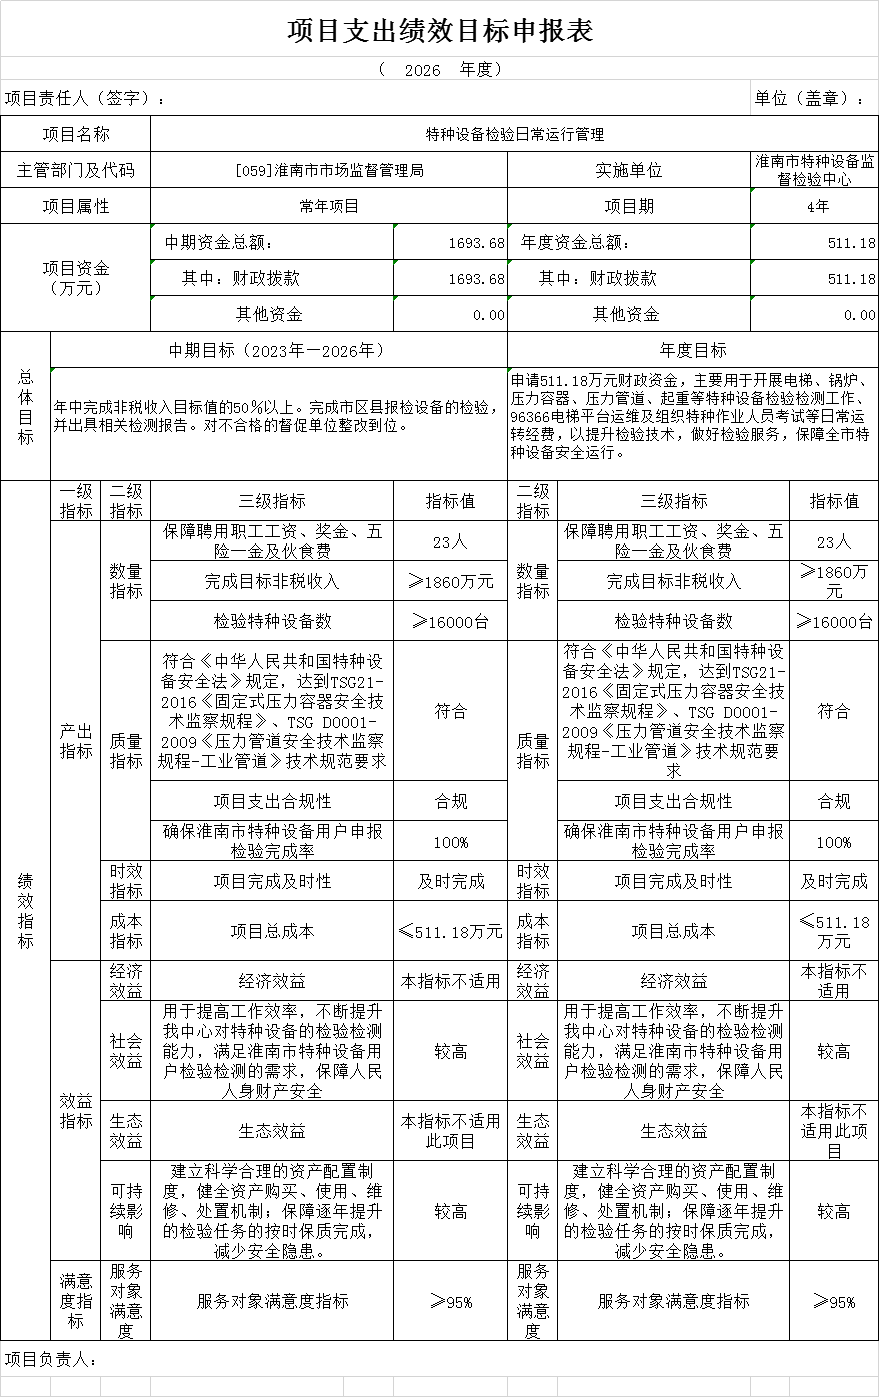 项目支出绩效目标申报表
（ 2026 年度）
项目责任人（签字）： 单位（盖章）：
项目名称 特种设备检验日常运行管理
主管部门及代码 [059]淮南市市场监督管理局 实施单位 淮南市特种设备监
督检验中心
项目属性 常年项目 项目期 4年
项目资金
（万元）
中期资金总额： 1693.68 年度资金总额： 511.18
其中：财政拨款 1693.68 其中：财政拨款 511.18
其他资金 0.00 其他资金 0.00
总体目标
中期目标（2023年—2026年） 年度目标
年中完成非税收入目标值的50%以上。完成市区县报检设备的检验，
并出具相关检测报告。对不合格的督促单位整改到位。
申请511.18万元财政资金，主要用于开展电梯、锅炉、
压力容器、压力管道、起重等特种设备检验检测工作、
96366电梯平台运维及组织特种作业人员考试等日常运
转经费，以提升检验技术，做好检验服务，保障全市特
种设备安全运行。
绩效指标
一级
指标
二级
指标
三级指标 指标值
二级
指标
三级指标 指标值
产出
指标
数量
指标
保障聘用职工工资、奖金、五
险一金及伙食费
23人
数量
指标
保障聘用职工工资、奖金、五
险一金及伙食费
23人
完成目标非税收入 ≥1860万元 完成目标非税收入 ≥1860万
元
检验特种设备数 ≥16000台 检验特种设备数 ≥16000台
质量
指标
符合《中华人民共和国特种设
备安全法》规定，达到TSG21-
2016《固定式压力容器安全技
术监察规程》、TSG D0001-
2009《压力管道安全技术监察
规程-工业管道》技术规范要求
符合
质量
指标
符合《中华人民共和国特种设
备安全法》规定，达到TSG21-
2016《固定式压力容器安全技
术监察规程》、TSG D0001-
2009《压力管道安全技术监察
规程-工业管道》技术规范要
求
符合
项目支出合规性 合规 项目支出合规性 合规
确保淮南市特种设备用户申报
检验完成率
100%
确保淮南市特种设备用户申报
检验完成率
100%
时效
指标
项目完成及时性 及时完成
时效
指标
项目完成及时性 及时完成
成本
指标
项目总成本 ≤511.18万元
成本
指标
项目总成本
≤511.18
万元
效益
指标
经济
效益
经济效益 本指标不适用
经济
效益
经济效益
本指标不
适用
社会
效益
用于提高工作效率，不断提升
我中心对特种设备的检验检测
能力，满足淮南市特种设备用
户检验检测的需求，保障人民
人身财产安全
较高
社会
效益
用于提高工作效率，不断提升
我中心对特种设备的检验检测
能力，满足淮南市特种设备用
户检验检测的需求，保障人民
人身财产安全
较高
生态
效益
生态效益
本指标不适用
此项目
生态
效益
生态效益
本指标不
适用此项
目
可持
续影
响
建立科学合理的资产配置制
度，健全资产购买、使用、维
修、处置机制；保障逐年提升
的检验任务的按时保质完成，
减少安全隐患。
较高
可持
续影
响
建立科学合理的资产配置制
度，健全资产购买、使用、维
修、处置机制；保障逐年提升
的检验任务的按时保质完成，
减少安全隐患。
较高
满意
度指
标
服务
对象
满意
度
服务对象满意度指标 ≥95%
服务
对象
满意
度
服务对象满意度指标 ≥95%
项目负责人：